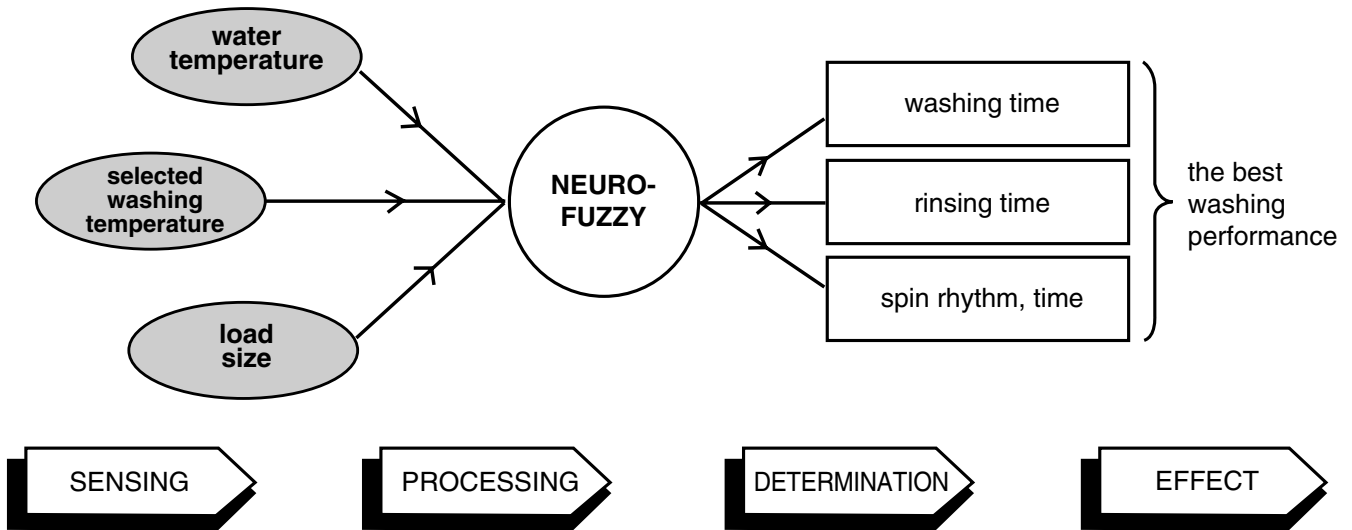 water
temperature
selected
washing
temperature
load
size
NEURO-
FUZZY
washing time
rinsing time
spin rhythm, time
the best
washing
performance
SENSING
PROCESSING
DETERMINATION
EFFECT